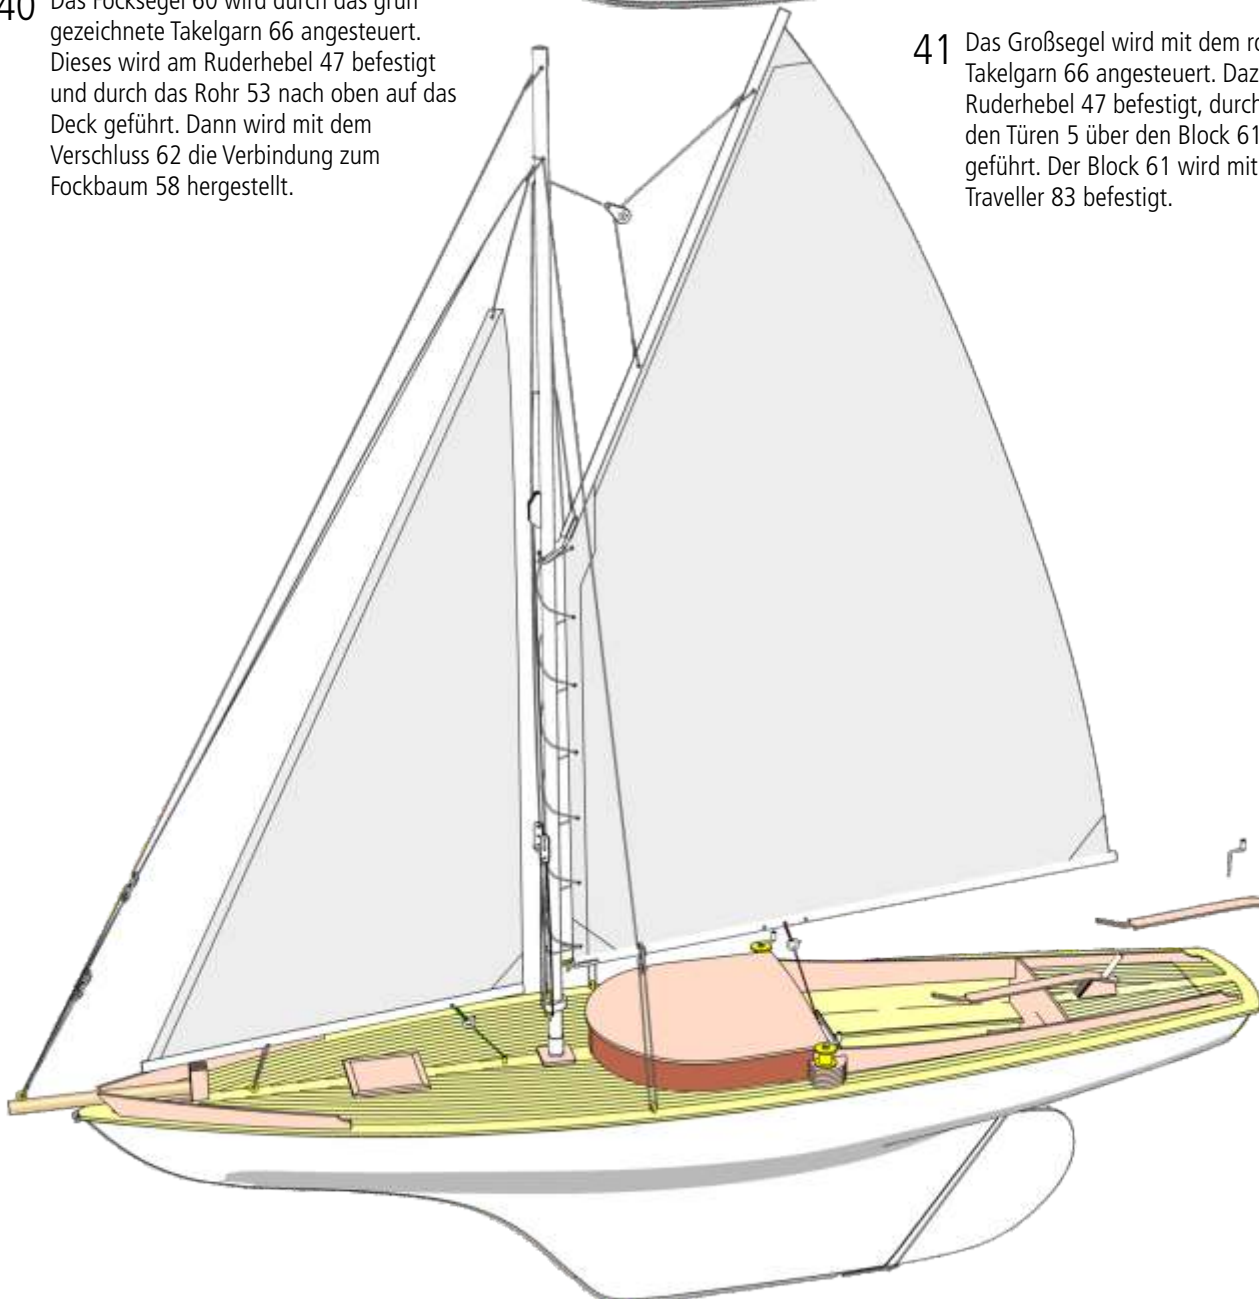 40 Das Focksegel 60 wird durch das grün
gezeichnete Takelgarn 66 angesteuert.
Dieses wird am Ruderhebel 47 befestigt
und durch das Rohr 53 nach oben auf das
Deck geführt. Dann wird mit dem
Verschluss 62 die Verbindung zum
Fockbaum 58 hergestellt.
41 Das Großsegel wird mit dem
Takelgarn 66 angesteuert.
Ruderhebel 47 befestigt, durch
den Türen 5 über den Block 61
geführt. Der Block 61 wird mit
Traveller 83 befestigt.